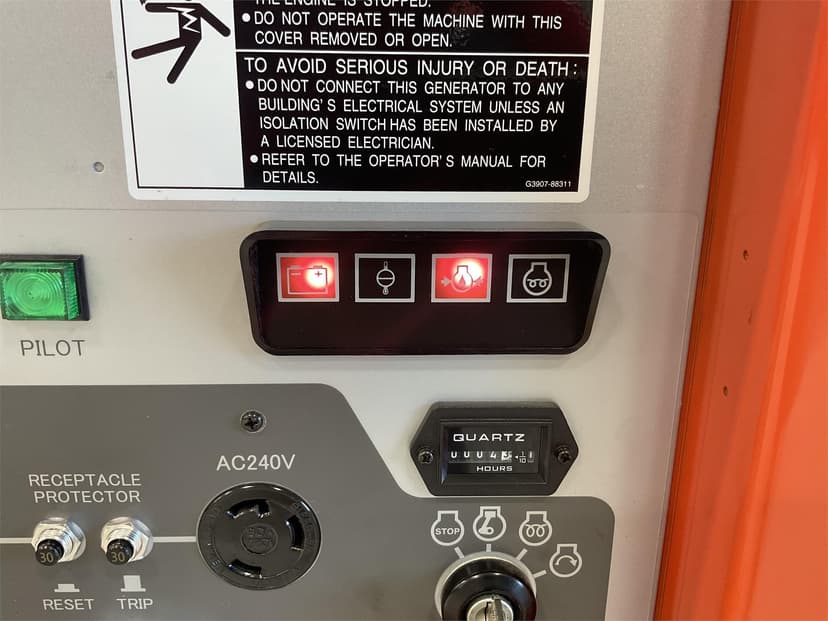 THE ENGINE IS STOPPED.
● DO NOT OPERATE THE MACHINE WITH THIS
COVER REMOVED OR OPEN.
TO AVOID SERIOUS INJURY OR DEATH:
● DO NOT CONNECT THIS GENERATOR TO ANY
BUILDING'S ELECTRICAL SYSTEM UNLESS AN
ISOLATION SWITCH HAS BEEN INSTALLED BY
A LICENSED ELECTRICIAN.
● REFER TO THE OPERATOR'S MANUAL FOR
DETAILS.
G3907-88311
PILOT
QUARTZ
1/10
HOURS
AC240V
RECEPTACLE
PROTECTOR
30
30
RESET
TRIP
STOP